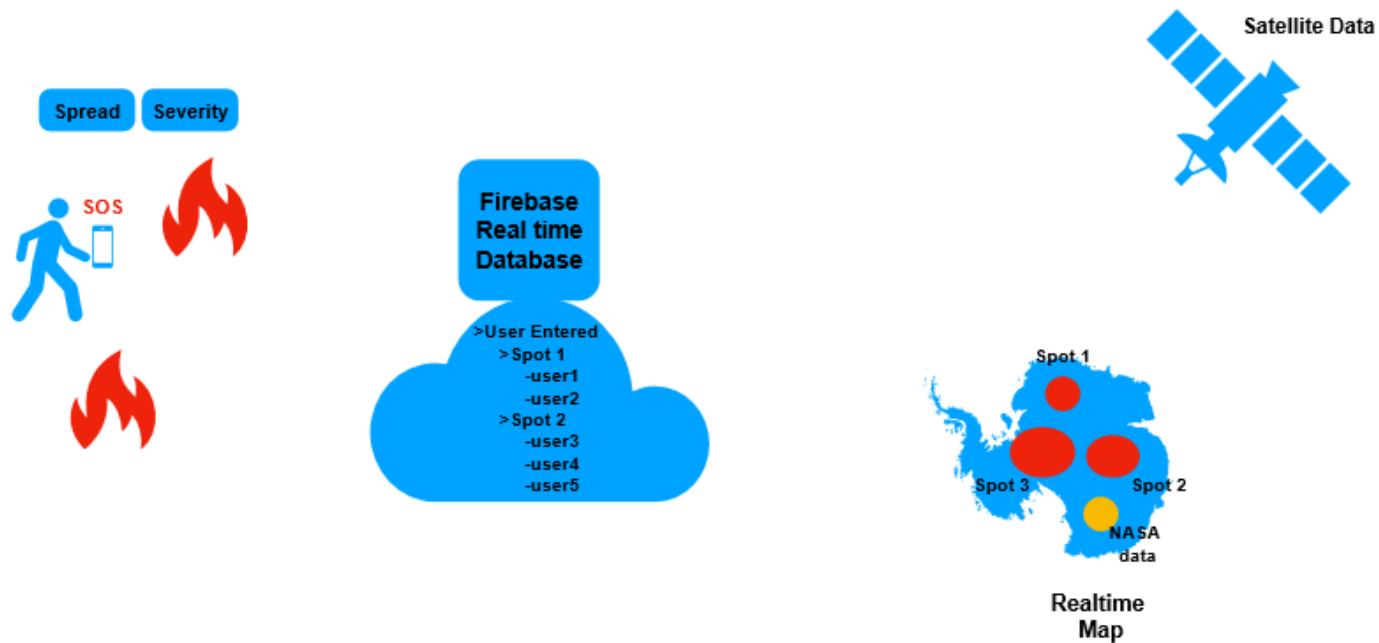 Satellite Data
Spread
Severity
SOS
Firebase
Real time
Database
>User Entered
>Spot 1
-user1
-user2
>Spot 2
-user3
-user4
-user5
Spot 1
Spot 3
Spot 2
NASA
data
Realtime
Map